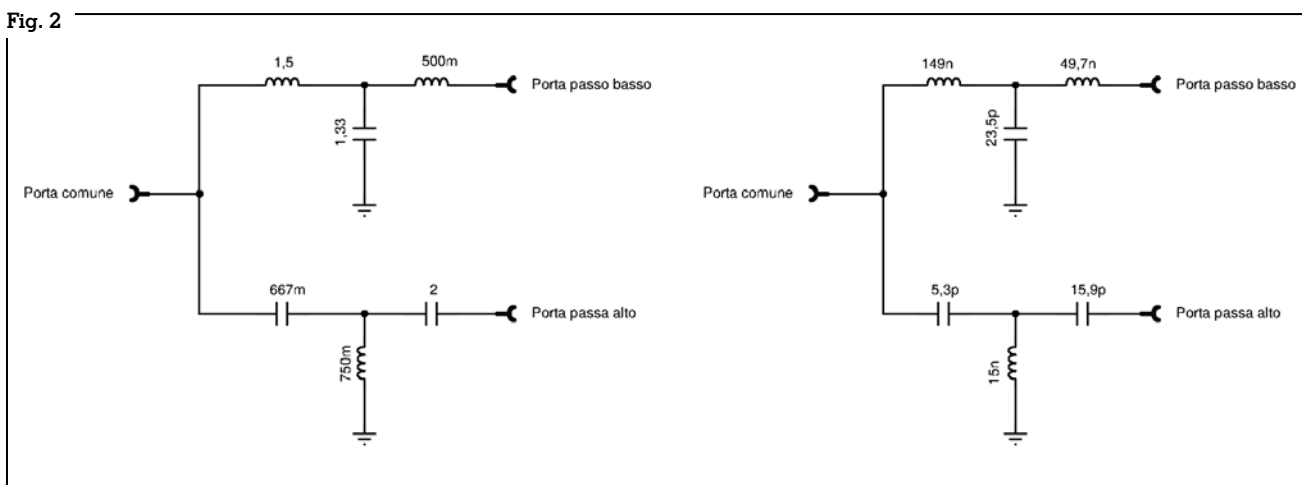 Fig. 2
1,5
500m
Porta passo basso
1,33
Porta comune
667m
2
Porta passa alto
750m
149n
49,7n
Porta passo basso
23,5p
Porta comune
5,3p
15,9p
Porta passa alto
15n